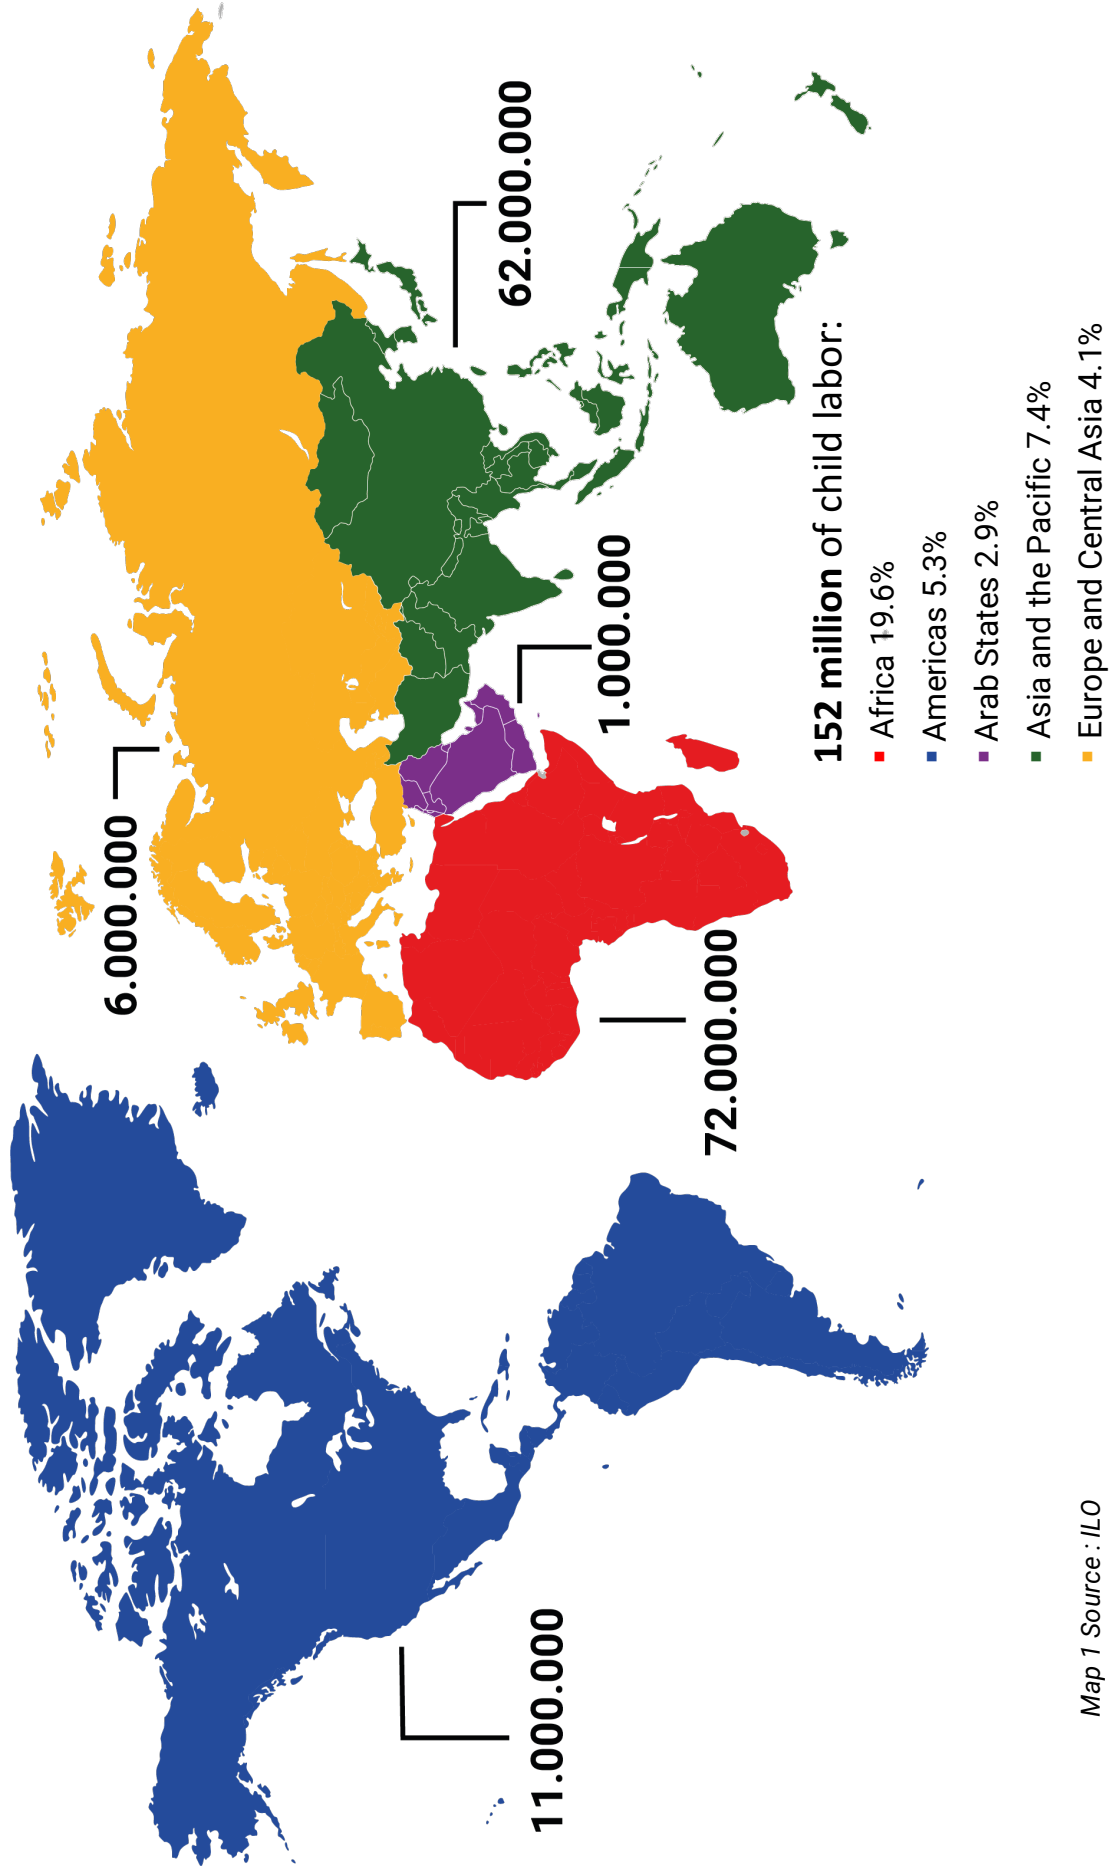 6.000.000
62.000.000
1.000.000
11.000.000
72.000.000
152 million of child labor:
Africa 19.6%
Americas 5.3%
Arab States 2.9%
Asia and the Pacific 7.4%
Europe and Central Asia 4.1%
Map 1 Source : ILO